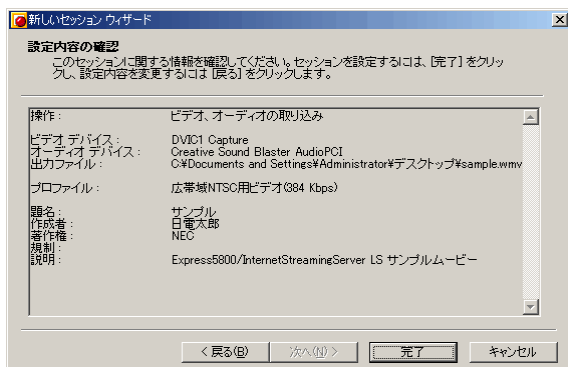 新しいセッション ウィザード
設定内容の確認
このセッションに関する情報を確認してください。セッションを設定するには、[完了] をクリッ
クし、設定内容を変更するには [戻る] をクリックします。
操作 : ビデオ、オーディオの取り込み
ビデオ デバイス : DVIC1 Capture
オーディオ デバイス : Creative Sound Blaster AudioPCI
出力ファイル : C:¥Documents and Settings¥Administrator¥デスクトップ¥sample.wmv
プロファイル : 広帯域NTSC用ビデオ(384 Kbps)
題名 : サンプル
作成者 : 日電太郎
著作権 : NEC
規制 :
説明 : Express5800/InternetStreamingServer LS サンプルムービー
< 戻る(B) 次へ(N) > 完了 キャンセル